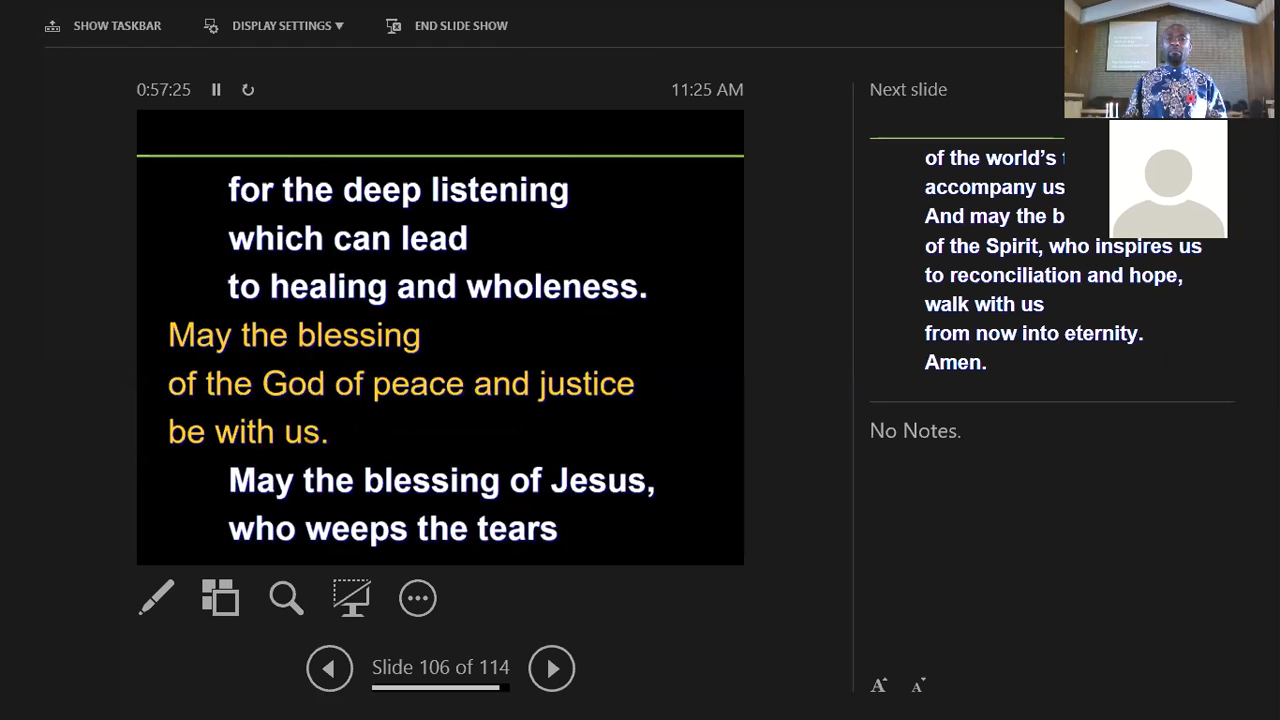 SHOW TASKBAR
DISPLAY SETTINGS
END SLIDE SHOW
0:57:25
11:25 AM
for the deep listening
which can lead
to healing and wholeness.
May the blessing
of the God of peace and justice
be with us.
May the blessing of Jesus,
who weeps the tears
Slide 106 of 114
Next slide
of the world’s
accompany us
And may the b
of the Spirit, who inspires us
to reconciliation and hope,
walk with us
from now into eternity.
Amen.
No Notes.
A A